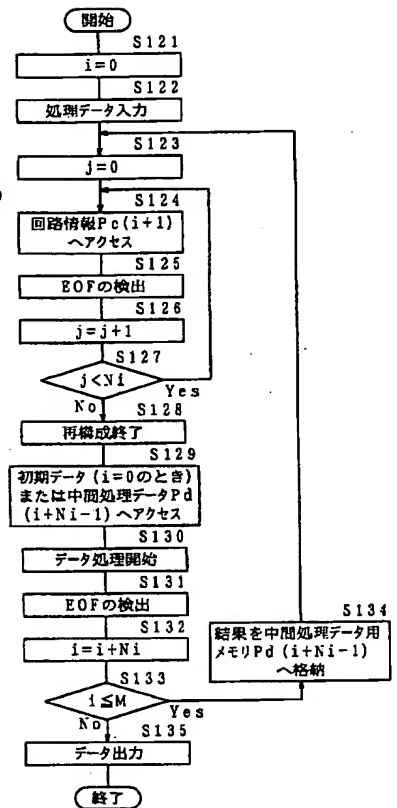 開始
S121
i=0
S122
処理データ入力
S123
j=0
S124
回路情報Pc(i+1)
へアクセス
S125
EOFの検出
S126
j=j+1
S127
j<Ni
Yes
No
S128
再構成終了
S129
初期データ(i=0のとき)
または中間処理データPd
(i+Ni-1)へアクセス
S130
データ処理開始
S131
EOFの検出
S132
i=i+Ni
S133
i≦M
Yes
No
S134
結果を中間処理データ用
メモリPd(i+Ni-1)
へ格納
S135
データ出力
終了